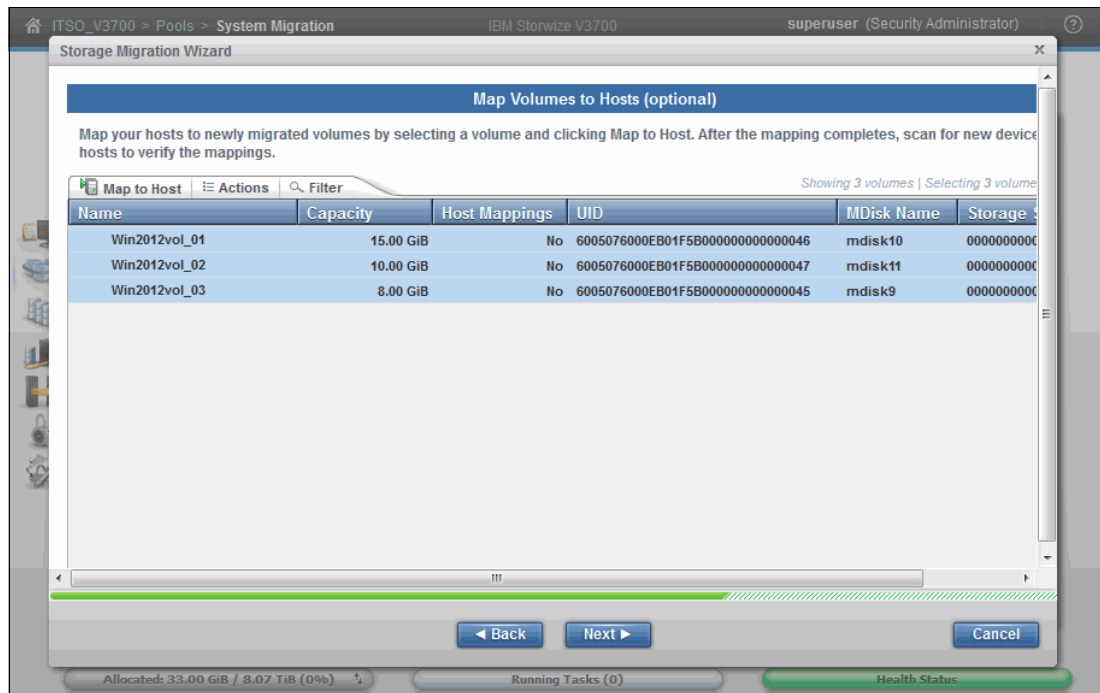 ITSO_V3700 > Pools > System Migration IBM Storwize V3700 superuser (Security Administrator) ?
Storage Migration Wizard x
Map Volumes to Hosts (optional)
Map your hosts to newly migrated volumes by selecting a volume and clicking Map to Host. After the mapping completes, scan for new device
hosts to verify the mappings.
Map to Host Actions Filter Showing 3 volumes | Selecting 3 volume
Name Capacity Host Mappings UID MDisk Name Storage S
Win2012vol_01 15.00 GiB No 6005076000EB01F5B000000000000046 mdisk10 0000000000
Win2012vol_02 10.00 GiB No 6005076000EB01F5B000000000000047 mdisk11 0000000000
Win2012vol_03 8.00 GiB No 6005076000EB01F5B000000000000045 mdisk9 0000000000
Back Next Cancel
Allocated: 33.00 GiB / 8.07 TiB (0%) Running Tasks (0) Health Status